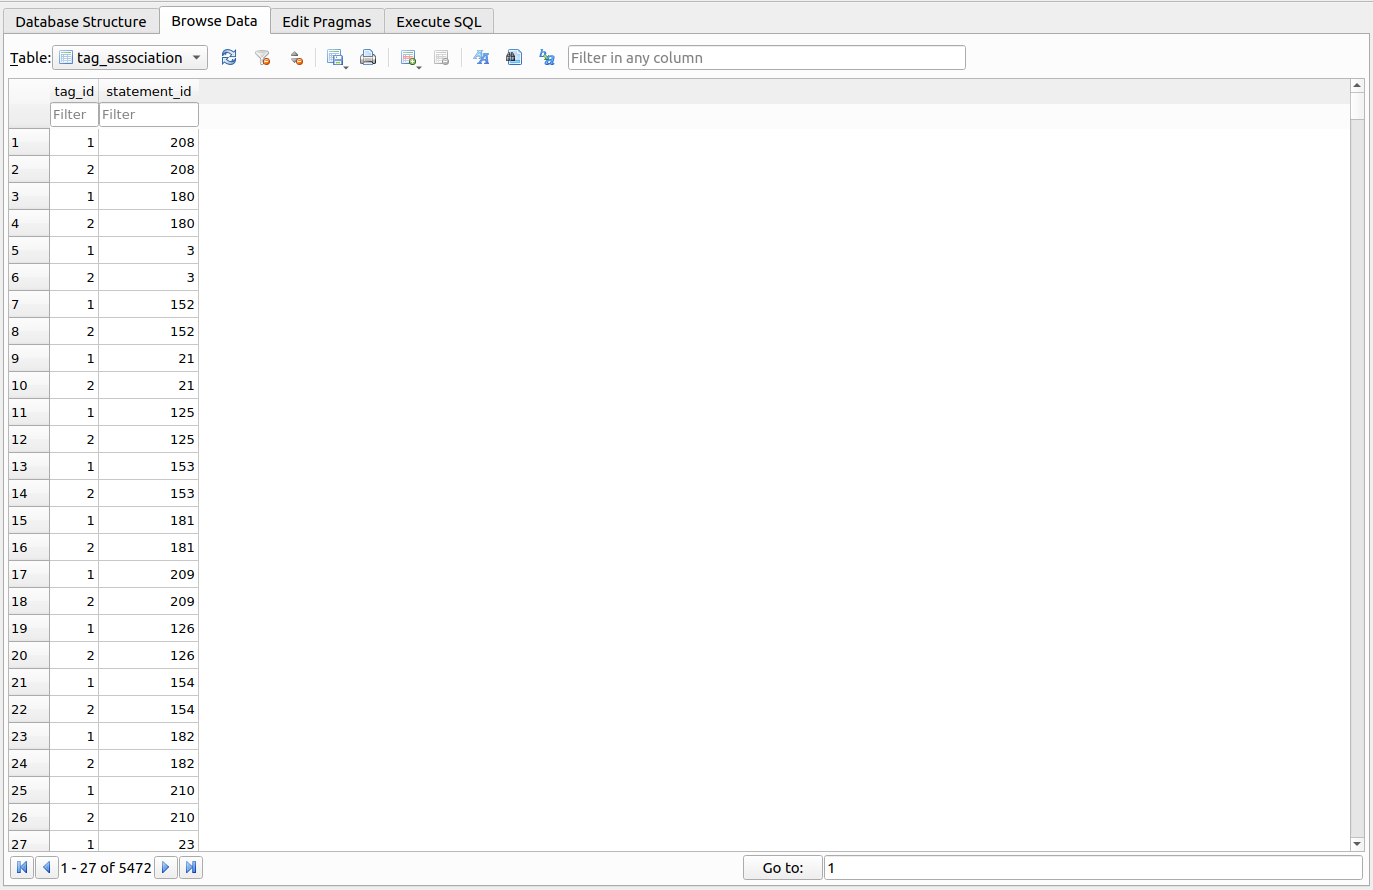 Database Structure Browse Data Edit Pragmas Execute SQL
Table: tag_association Filter in any column
tag_id statement_id
Filter Filter
1 1 208
2 2 208
3 1 180
4 2 180
5 1 3
6 2 3
7 1 152
8 2 152
9 1 21
10 2 21
11 1 125
12 2 125
13 1 153
14 2 153
15 1 181
16 2 181
17 1 209
18 2 209
19 1 126
20 2 126
21 1 154
22 2 154
23 1 182
24 2 182
25 1 210
26 2 210
27 1 23
1 - 27 of 5472 Go to: 1